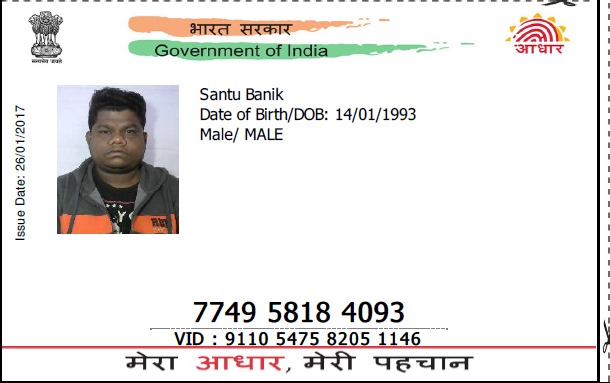 भारत सरकार
Government of India
सत्यमेव जयते
आधार
Issue Date: 26/01/2017
Santu Banik
Date of Birth/DOB: 14/01/1993
Male/ MALE
7749 5818 4093
VID : 9110 5475 8205 1146
मेरा आधार, मेरी पहचान